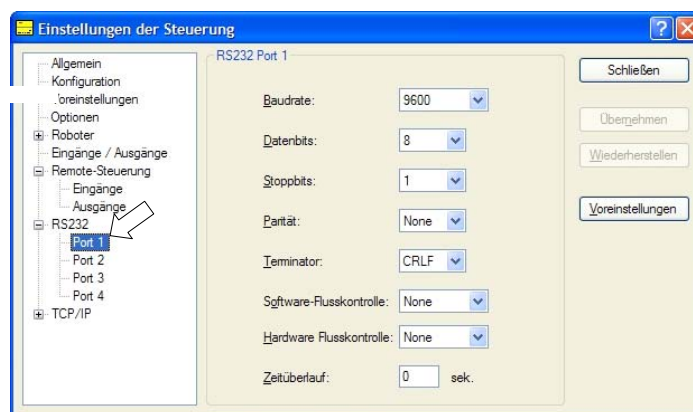 Einstellungen der Steuerung
Allgemein
Konfiguration
Voreinstellungen
Optionen
Roboter
Eingänge / Ausgänge
Remote-Steuerung
Eingänge
Ausgänge
RS232
Port 1
Port 2
Port 3
Port 4
TCP/IP
RS232 Port 1
Baudrate: 9600
Datenbits: 8
Stoppbits: 1
Parität: None
Terminator: CRLF
Software-Flusskontrolle: None
Hardware Flusskontrolle: None
Zeitüberlauf: 0 sek.
Schließen
Übernehmen
Wiederherstellen
Voreinstellungen